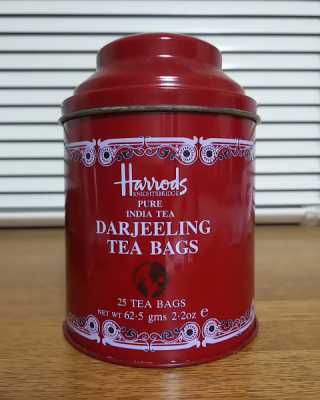 Harrods
KNIGHTSBRIDGE
PURE
INDIA TEA
DARJEELING
TEA BAGS
25 TEA BAGS
NET WT 62·5 gms 2·2oz ℮